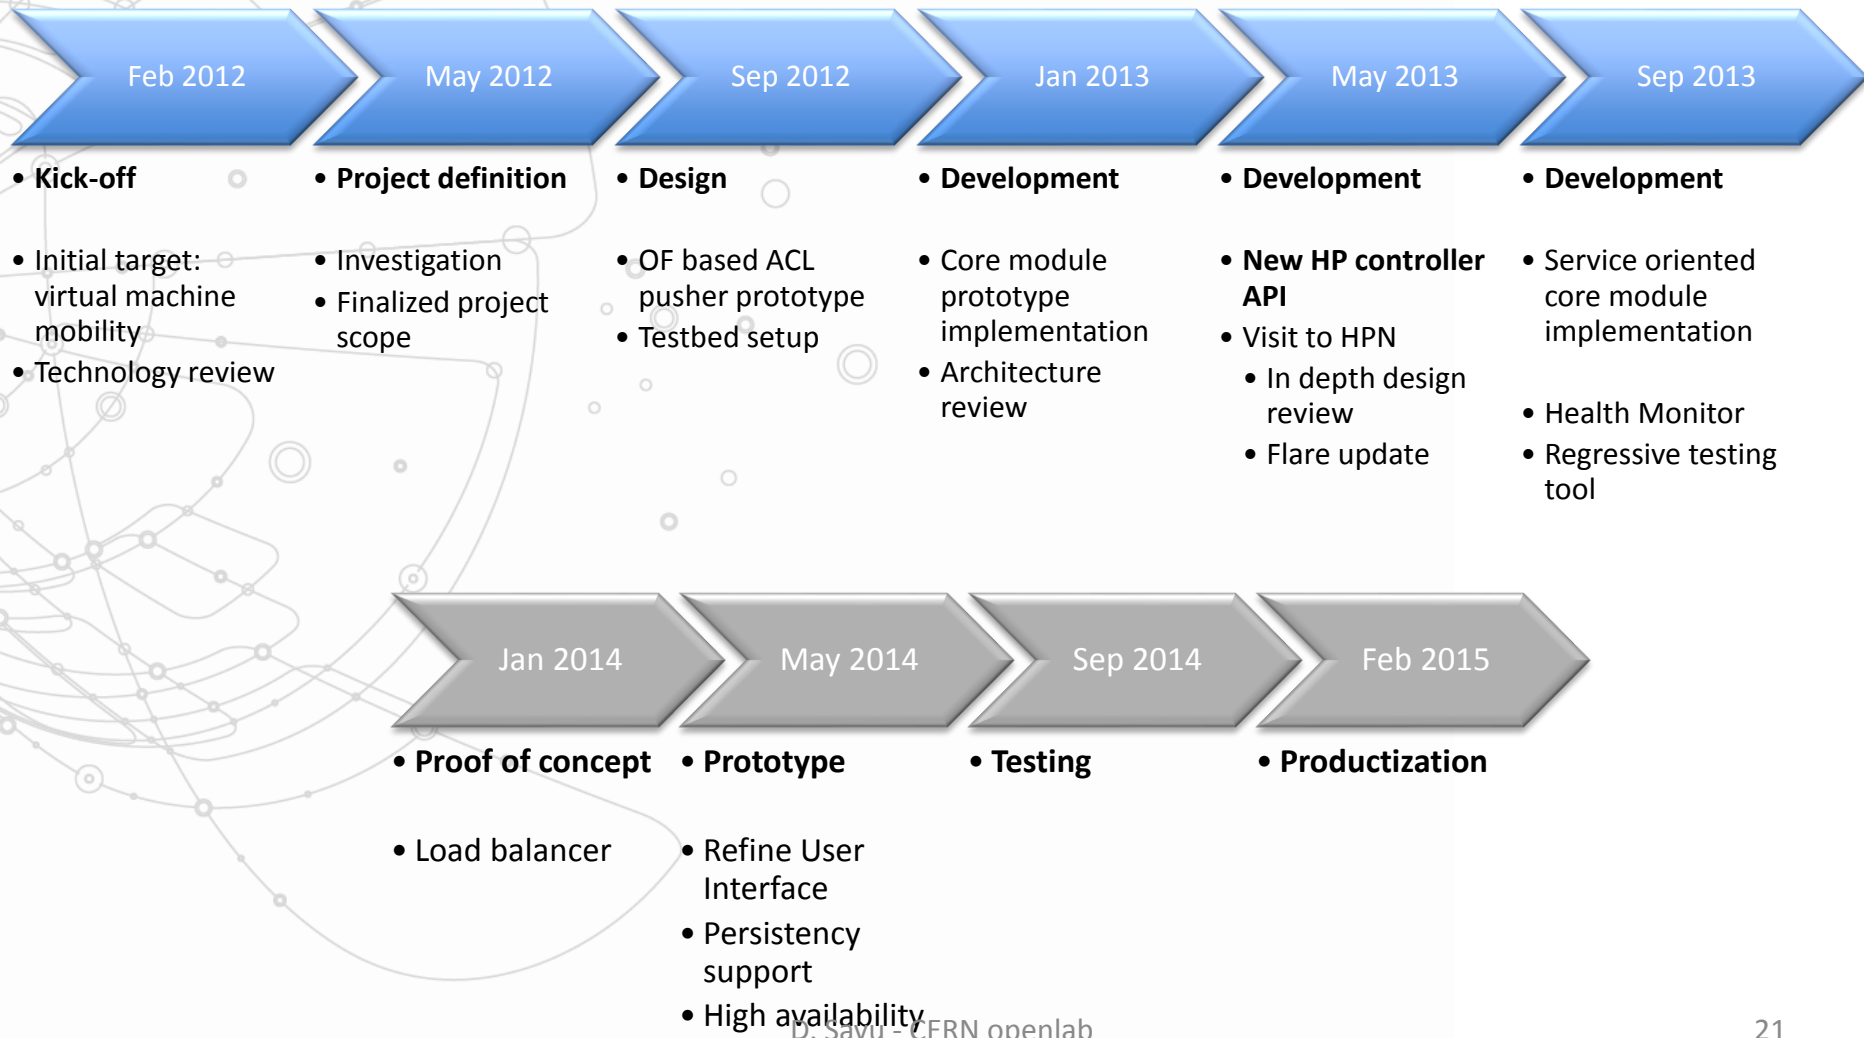 Feb 2012
May 2012
Sep 2012
Jan 2013
May 2013
Sep 2013
• Kick-off
• Initial target:
virtual machine
mobility
• Technology review
• Project definition
• Investigation
• Finalized project
scope
• Design
• OF based ACL
pusher prototype
• Testbed setup
• Development
• Core module
prototype
implementation
• Architecture
review
• Development
• New HP controller
API
• Visit to HPN
• In depth design
review
• Flare update
• Development
• Service oriented
core module
implementation
• Health Monitor
• Regressive testing
tool
Jan 2014
May 2014
Sep 2014
Feb 2015
• Proof of concept
• Load balancer
• Prototype
• Refine User
Interface
• Persistency
support
• High availability
• Testing
• Productization
D. Savu - CERN openlab
21